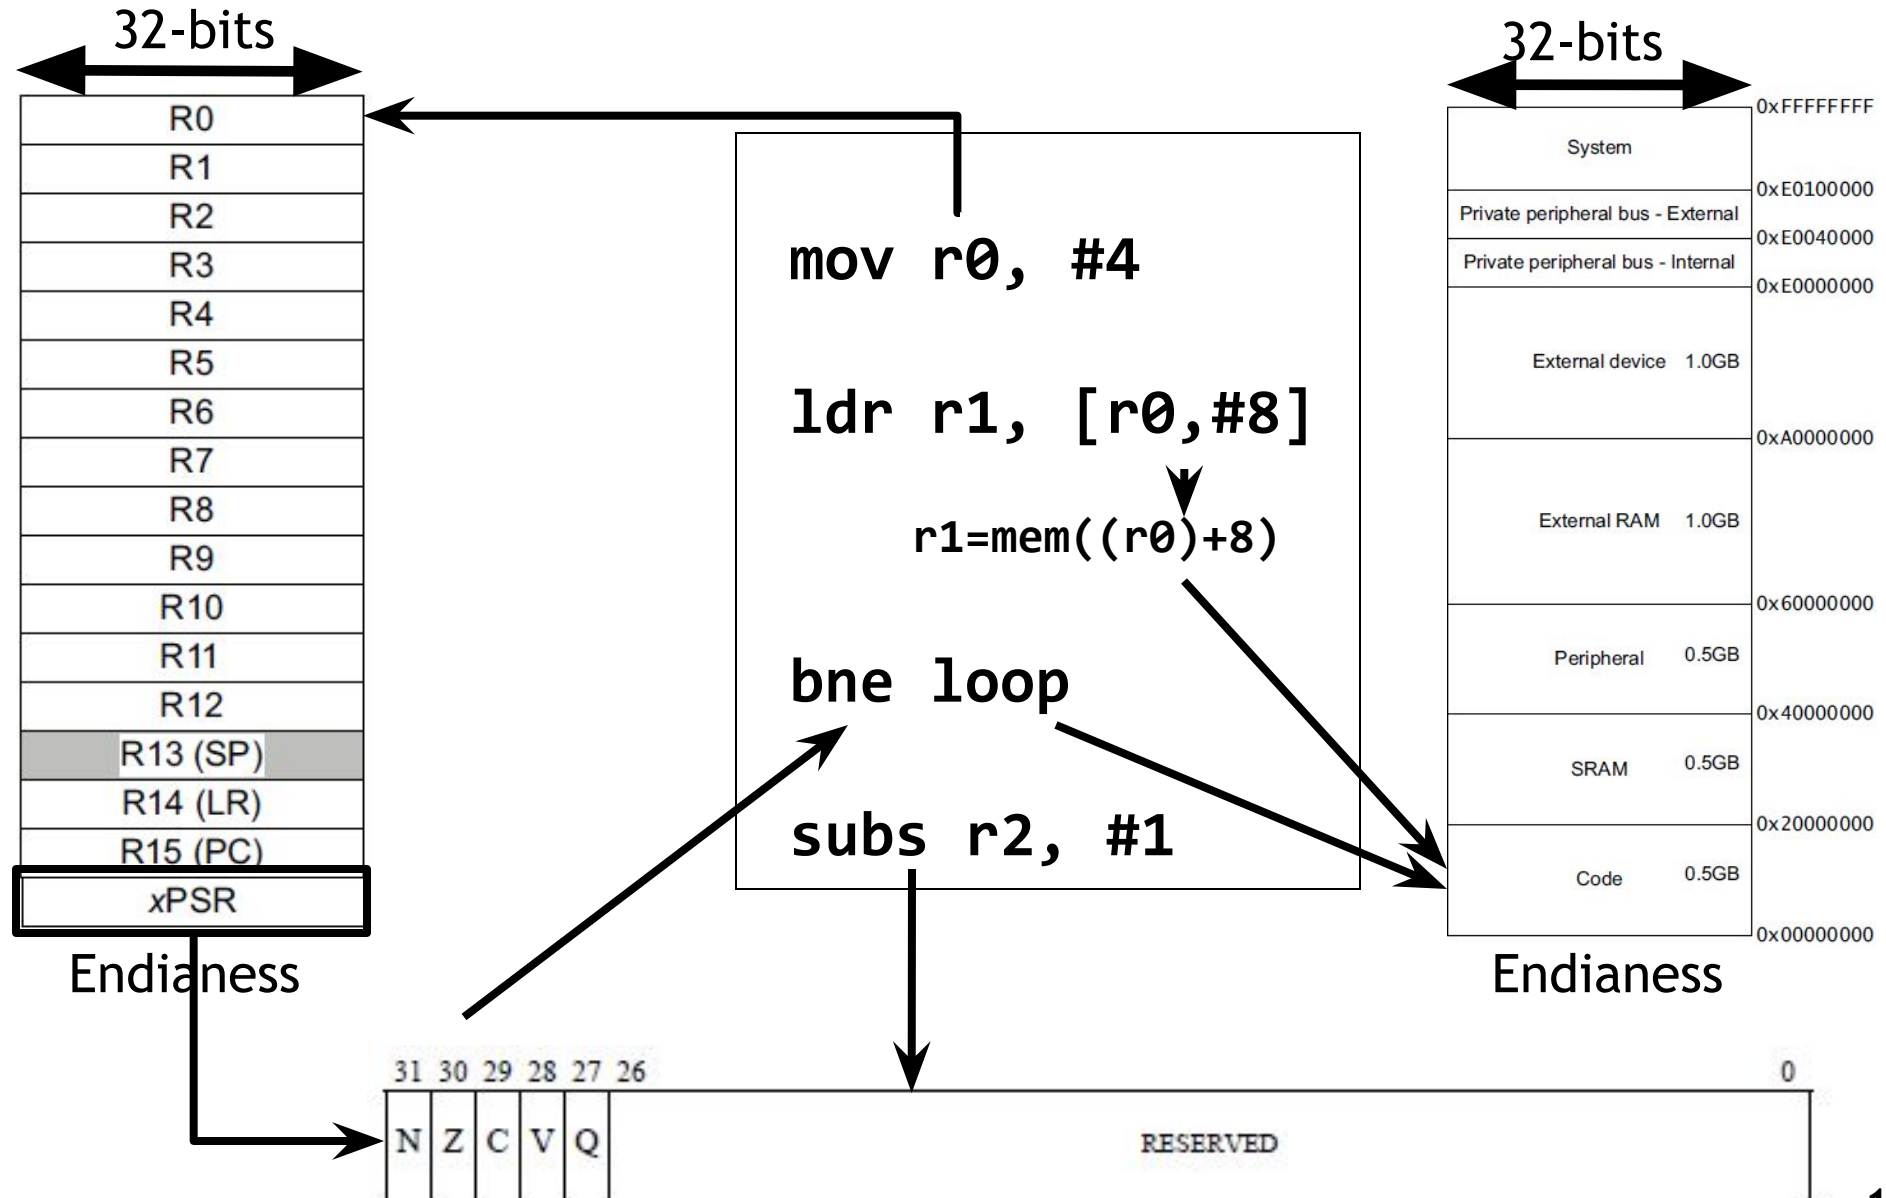 32-bits
R0
R1
R2
R3
R4
R5
R6
R7
R8
R9
R10
R11
R12
R13 (SP)
R14 (LR)
R15 (PC)
xPSR
Endianess
mov r0, #4
ldr r1, [r0,#8]
r1=mem((r0)+8)
bne loop
subs r2, #1
32-bits
0xFFFFFFFF
System
0xE0100000
Private peripheral bus - External
0xE0040000
Private peripheral bus - Internal
0xE0000000
External device 1.0GB
0xA0000000
External RAM 1.0GB
0x60000000
Peripheral 0.5GB
0x40000000
SRAM 0.5GB
0x20000000
Code 0.5GB
0x00000000
Endianess
31 30 29 28 27 26 0
N Z C V Q RESERVED